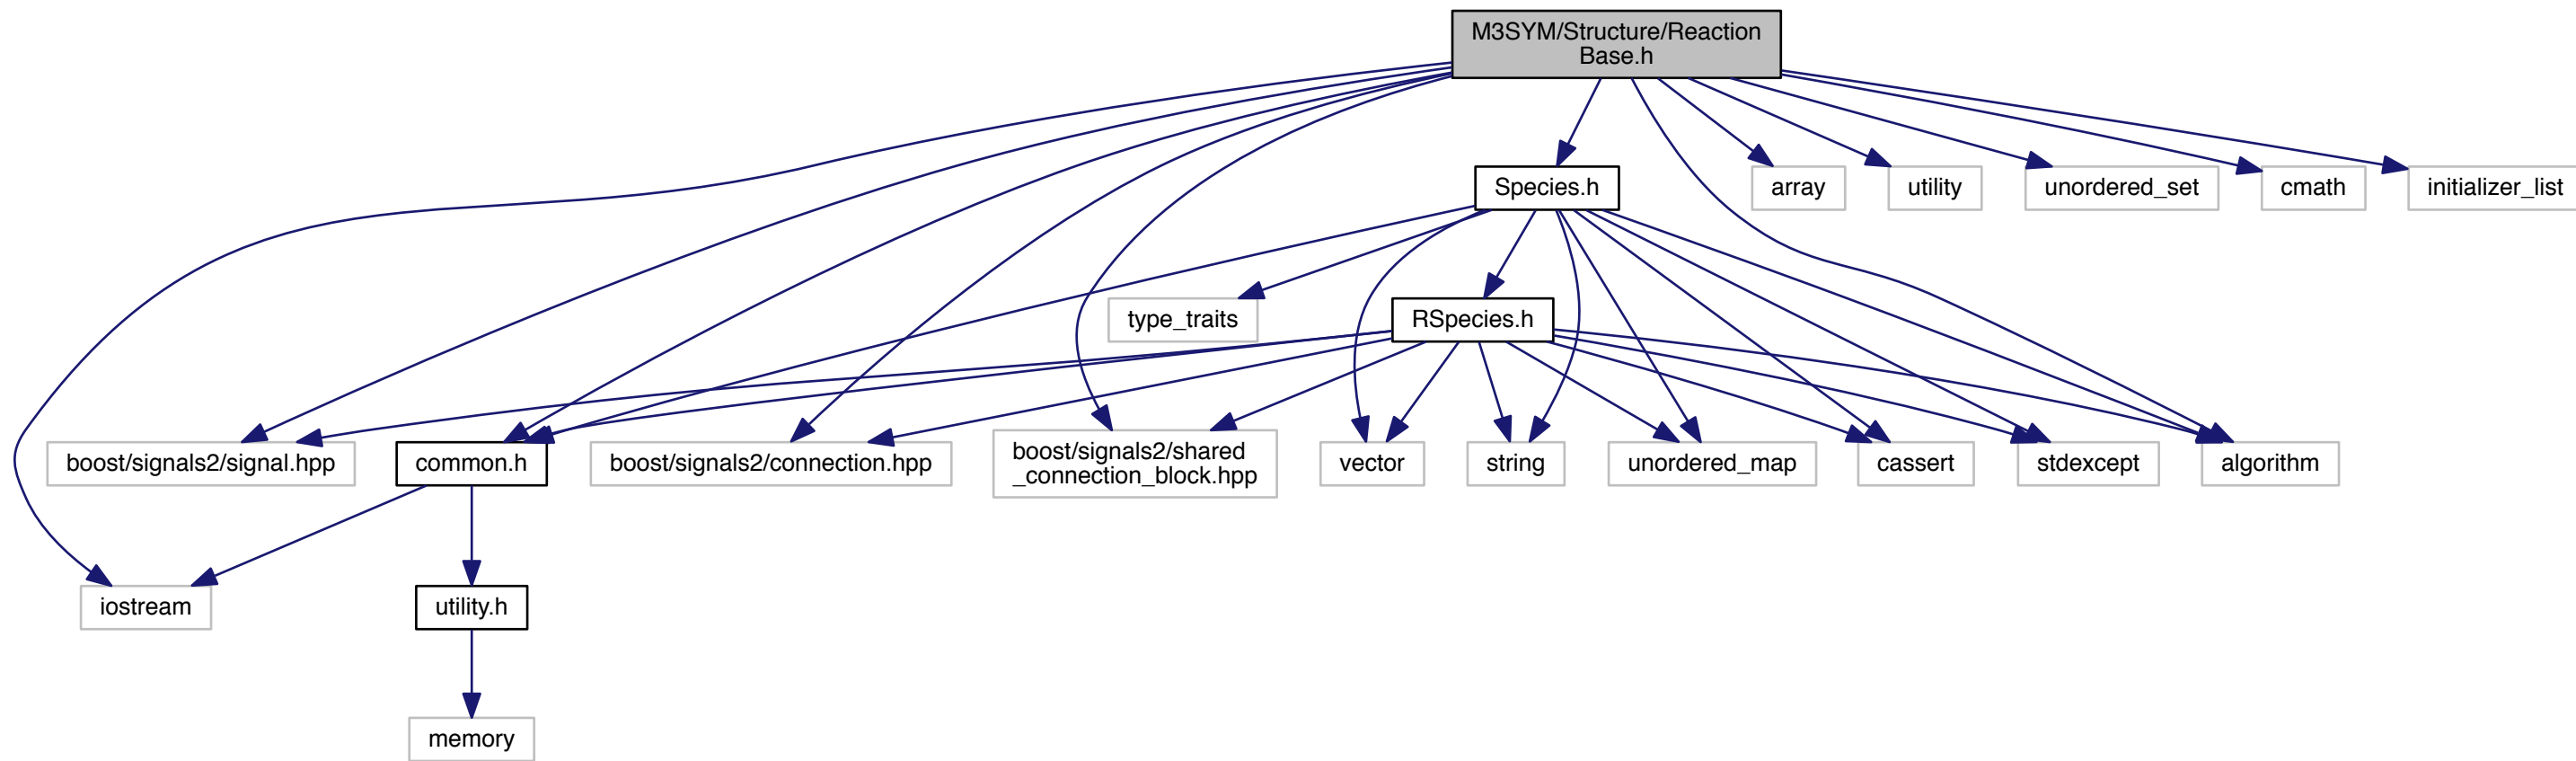 M3SYM/Structure/Reaction
Base.h
Species.h
array
utility
unordered_set
cmath
initializer_list
type_traits
RSpecies.h
boost/signals2/signal.hpp
common.h
boost/signals2/connection.hpp
boost/signals2/shared
_connection_block.hpp
vector
string
unordered_map
cassert
stdexcept
algorithm
iostream
utility.h
memory